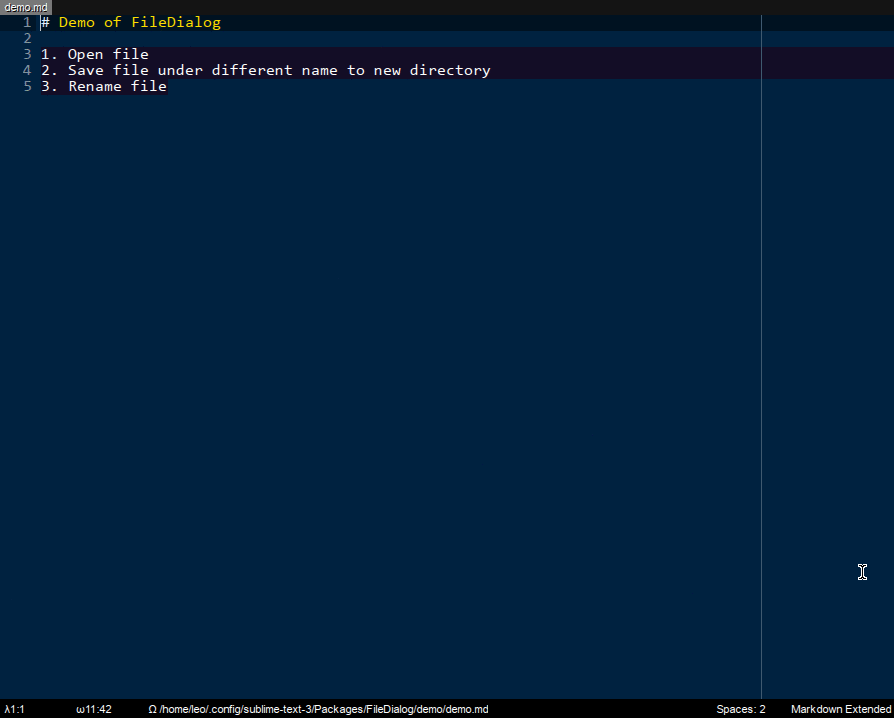 demo.md
1 # Demo of FileDialog
2
3 1. Open file
4 2. Save file under different name to new directory
5 3. Rename file
λ1:1 ω11:42 Ω /home/leo/.config/sublime-text-3/Packages/FileDialog/demo/demo.md Spaces: 2 Markdown Extended